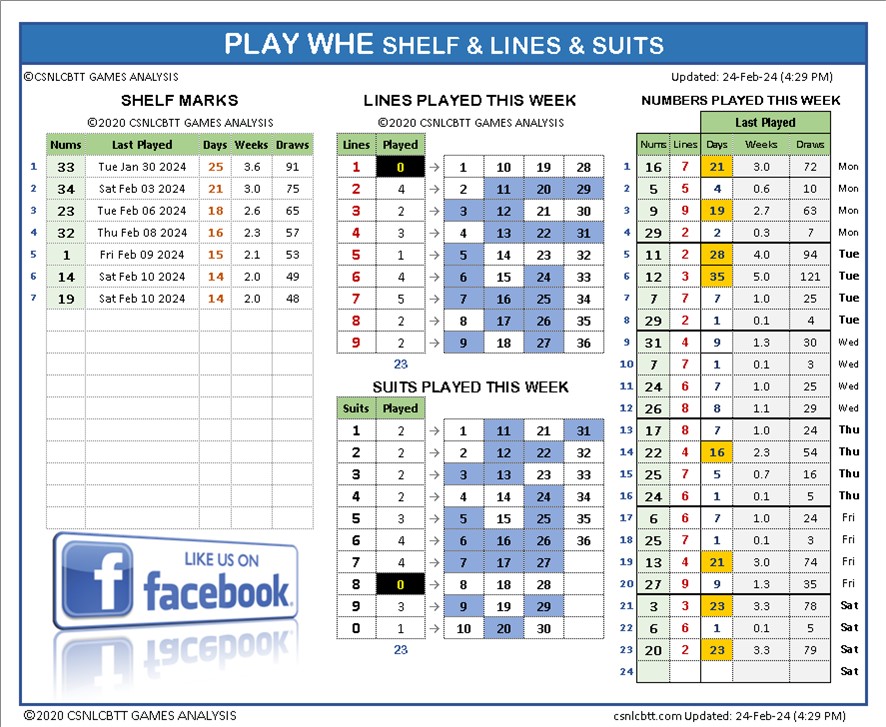 PLAY WHE SHELF & LINES & SUITS
©CSNLCBTT GAMES ANALYSIS Updated: 24-Feb-24 (4:29 PM)
SHELF MARKS
©2020 CSNLCBTT GAMES ANALYSIS
Nums Last Played Days Weeks Draws
1 33 Tue Jan 30 2024 25 3.6 91
2 34 Sat Feb 03 2024 21 3.0 75
3 23 Tue Feb 06 2024 18 2.6 65
4 32 Thu Feb 08 2024 16 2.3 57
5 1 Fri Feb 09 2024 15 2.1 53
6 14 Sat Feb 10 2024 14 2.0 49
7 19 Sat Feb 10 2024 14 2.0 48
LIKE US ON
facebook
LINES PLAYED THIS WEEK
©2020 CSNLCBTT GAMES ANALYSIS
Lines Played
1 0 → 1 10 19 28
2 4 → 2 11 20 29
3 2 → 3 12 21 30
4 3 → 4 13 22 31
5 1 → 5 14 23 32
6 4 → 6 15 24 33
7 5 → 7 16 25 34
8 2 → 8 17 26 35
9 2 → 9 18 27 36
23
SUITS PLAYED THIS WEEK
Suits Played
1 2 → 1 11 21 31
2 2 → 2 12 22 32
3 2 → 3 13 23 33
4 2 → 4 14 24 34
5 3 → 5 15 25 35
6 4 → 6 16 26 36
7 4 → 7 17 27
8 0 → 8 18 28
9 3 → 9 19 29
0 1 → 10 20 30
23
NUMBERS PLAYED THIS WEEK
Last Played
Nums Lines Days Weeks Draws
1 16 7 21 3.0 72 Mon
2 5 5 4 0.6 10 Mon
3 9 9 19 2.7 63 Mon
4 29 2 2 0.3 7 Mon
5 11 2 28 4.0 94 Tue
6 12 3 35 5.0 121 Tue
7 7 7 7 1.0 25 Tue
8 29 2 1 0.1 4 Tue
9 31 4 9 1.3 30 Wed
10 7 7 1 0.1 3 Wed
11 24 6 7 1.0 25 Wed
12 26 8 8 1.1 29 Wed
13 17 8 7 1.0 24 Thu
14 22 4 16 2.3 54 Thu
15 25 7 5 0.7 16 Thu
16 24 6 1 0.1 5 Thu
17 6 6 7 1.0 24 Fri
18 25 7 1 0.1 3 Fri
19 13 4 21 3.0 74 Fri
20 27 9 9 1.3 35 Fri
21 3 3 23 3.3 78 Sat
22 6 6 1 0.1 5 Sat
23 20 2 23 3.3 79 Sat
24 Sat
©2020 CSNLCBTT GAMES ANALYSIS csnlcbtt.com Updated: 24-Feb-24 (4:29 PM)